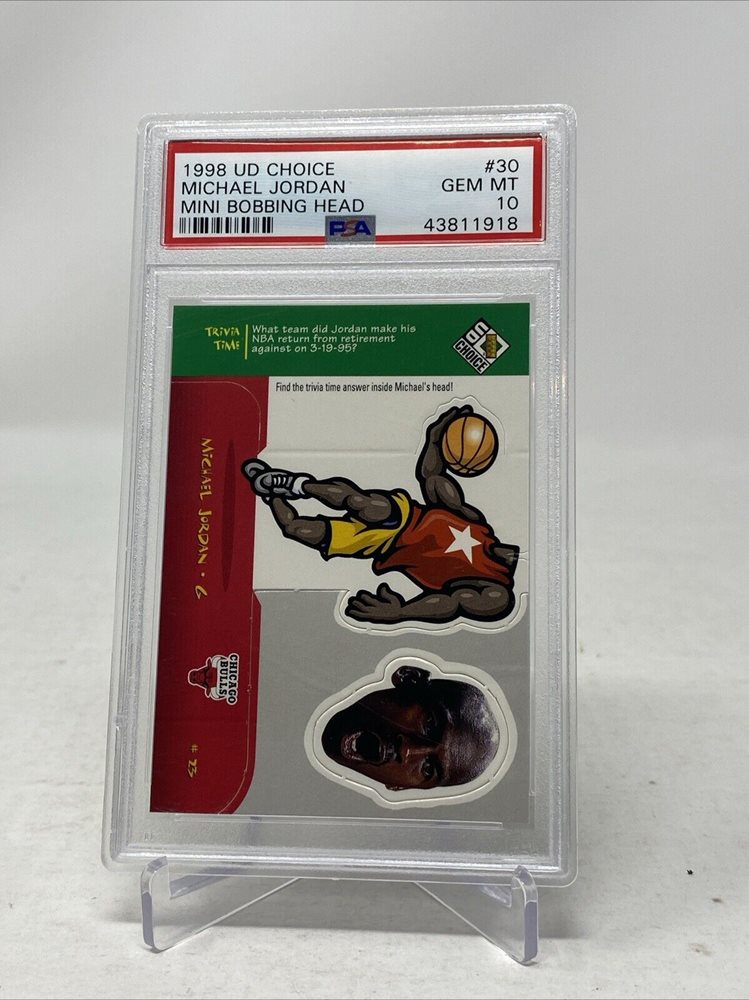 1998 UD CHOICE #30
MICHAEL JORDAN GEM MT
MINI BOBBING HEAD 10
PSA 43811918
TRIVIA
TIME
What team did Jordan make his
NBA return from retirement
against on 3-19-95?
CHOICE
Find the trivia time answer inside Michael's head!
MICHAEL JORDAN • G
CHICAGO
BULLS
# 23